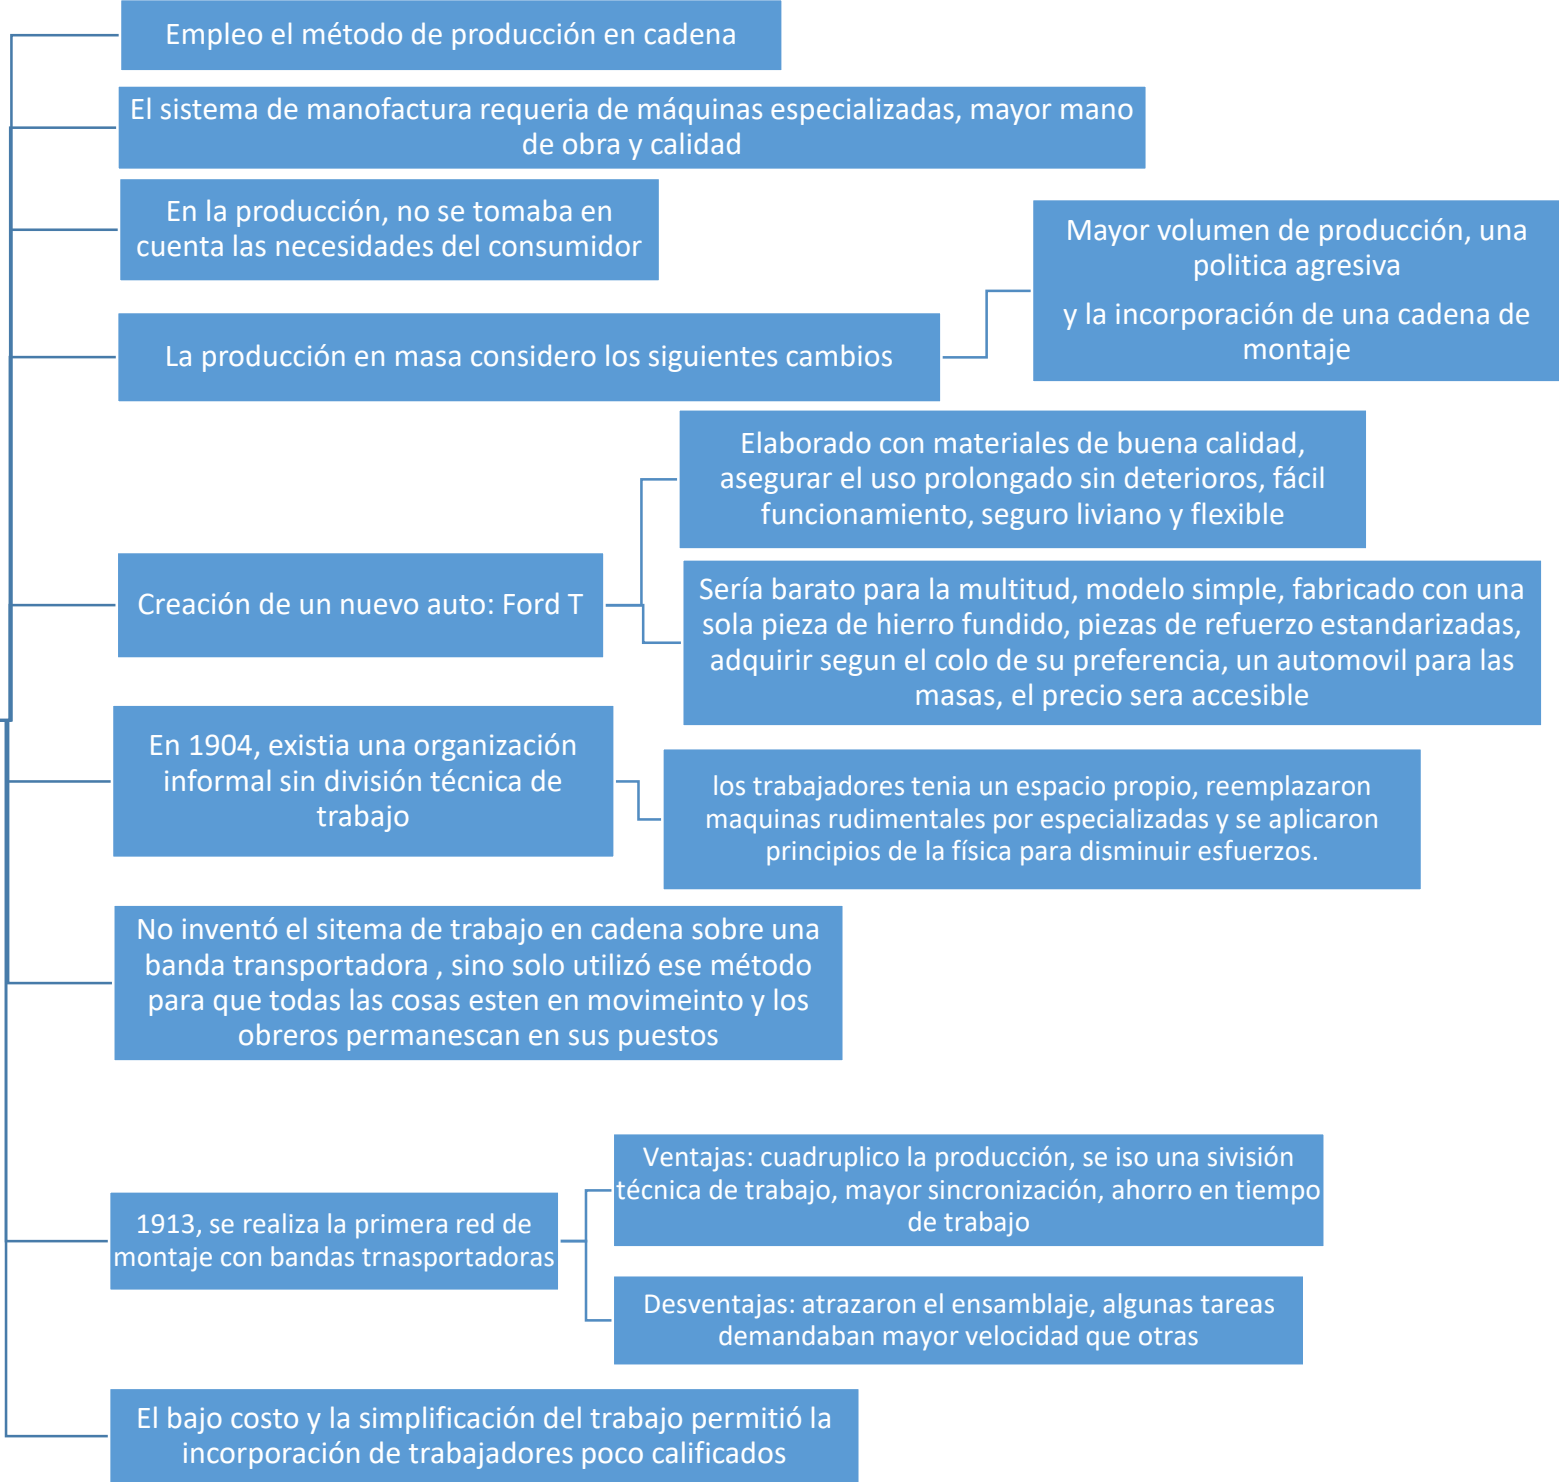 Empleo el método de producción en cadena
El sistema de manofactura requeria de máquinas especializadas, mayor mano
de obra y calidad
En la producción, no se tomaba en
cuenta las necesidades del consumidor
La producción en masa considero los siguientes cambios
Mayor volumen de producción, una
politica agresiva
y la incorporación de una cadena de
montaje
Creación de un nuevo auto: Ford T
Elaborado con materiales de buena calidad,
asegurar el uso prolongado sin deterioros, fácil
funcionamiento, seguro liviano y flexible
Sería barato para la multitud, modelo simple, fabricado con una
sola pieza de hierro fundido, piezas de refuerzo estandarizadas,
adquirir segun el colo de su preferencia, un automovil para las
masas, el precio sera accesible
En 1904, existia una organización
informal sin división técnica de
trabajo
los trabajadores tenia un espacio propio, reemplazaron
maquinas rudimentales por especializadas y se aplicaron
principios de la física para disminuir esfuerzos.
No inventó el sitema de trabajo en cadena sobre una
banda transportadora , sino solo utilizó ese método
para que todas las cosas esten en movimeinto y los
obreros permanescan en sus puestos
1913, se realiza la primera red de
montaje con bandas trnasportadoras
Ventajas: cuadruplico la producción, se iso una sivisión
técnica de trabajo, mayor sincronización, ahorro en tiempo
de trabajo
Desventajas: atrazaron el ensamblaje, algunas tareas
demandaban mayor velocidad que otras
El bajo costo y la simplificación del trabajo permitió la
incorporación de trabajadores poco calificados